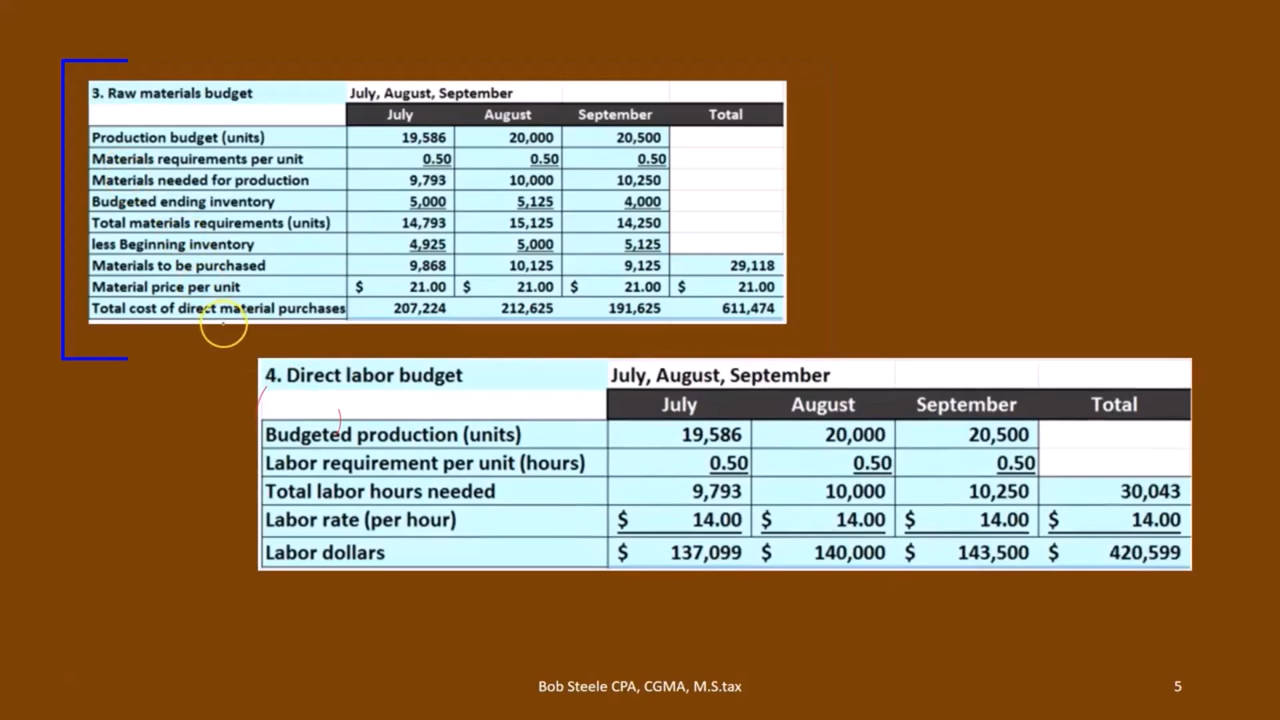 3. Raw materials budget July, August, September
July August September Total
Production budget (units) 19,586 20,000 20,500
Materials requirements per unit 0.50 0.50 0.50
Materials needed for production 9,793 10,000 10,250
Budgeted ending inventory 5,000 5,125 4,000
Total materials requirements (units) 14,793 15,125 14,250
less Beginning inventory 4,925 5,000 5,125
Materials to be purchased 9,868 10,125 9,125 29,118
Material price per unit $ 21.00 $ 21.00 $ 21.00 $ 21.00
Total cost of direct material purchases 207,224 212,625 191,625 611,474
4. Direct labor budget July, August, September
July August September Total
Budgeted production (units) 19,586 20,000 20,500
Labor requirement per unit (hours) 0.50 0.50 0.50
Total labor hours needed 9,793 10,000 10,250 30,043
Labor rate (per hour) $ 14.00 $ 14.00 $ 14.00 $ 14.00
Labor dollars $ 137,099 $ 140,000 $ 143,500 $ 420,599
Bob Steele CPA, CGMA, M.S.tax 5